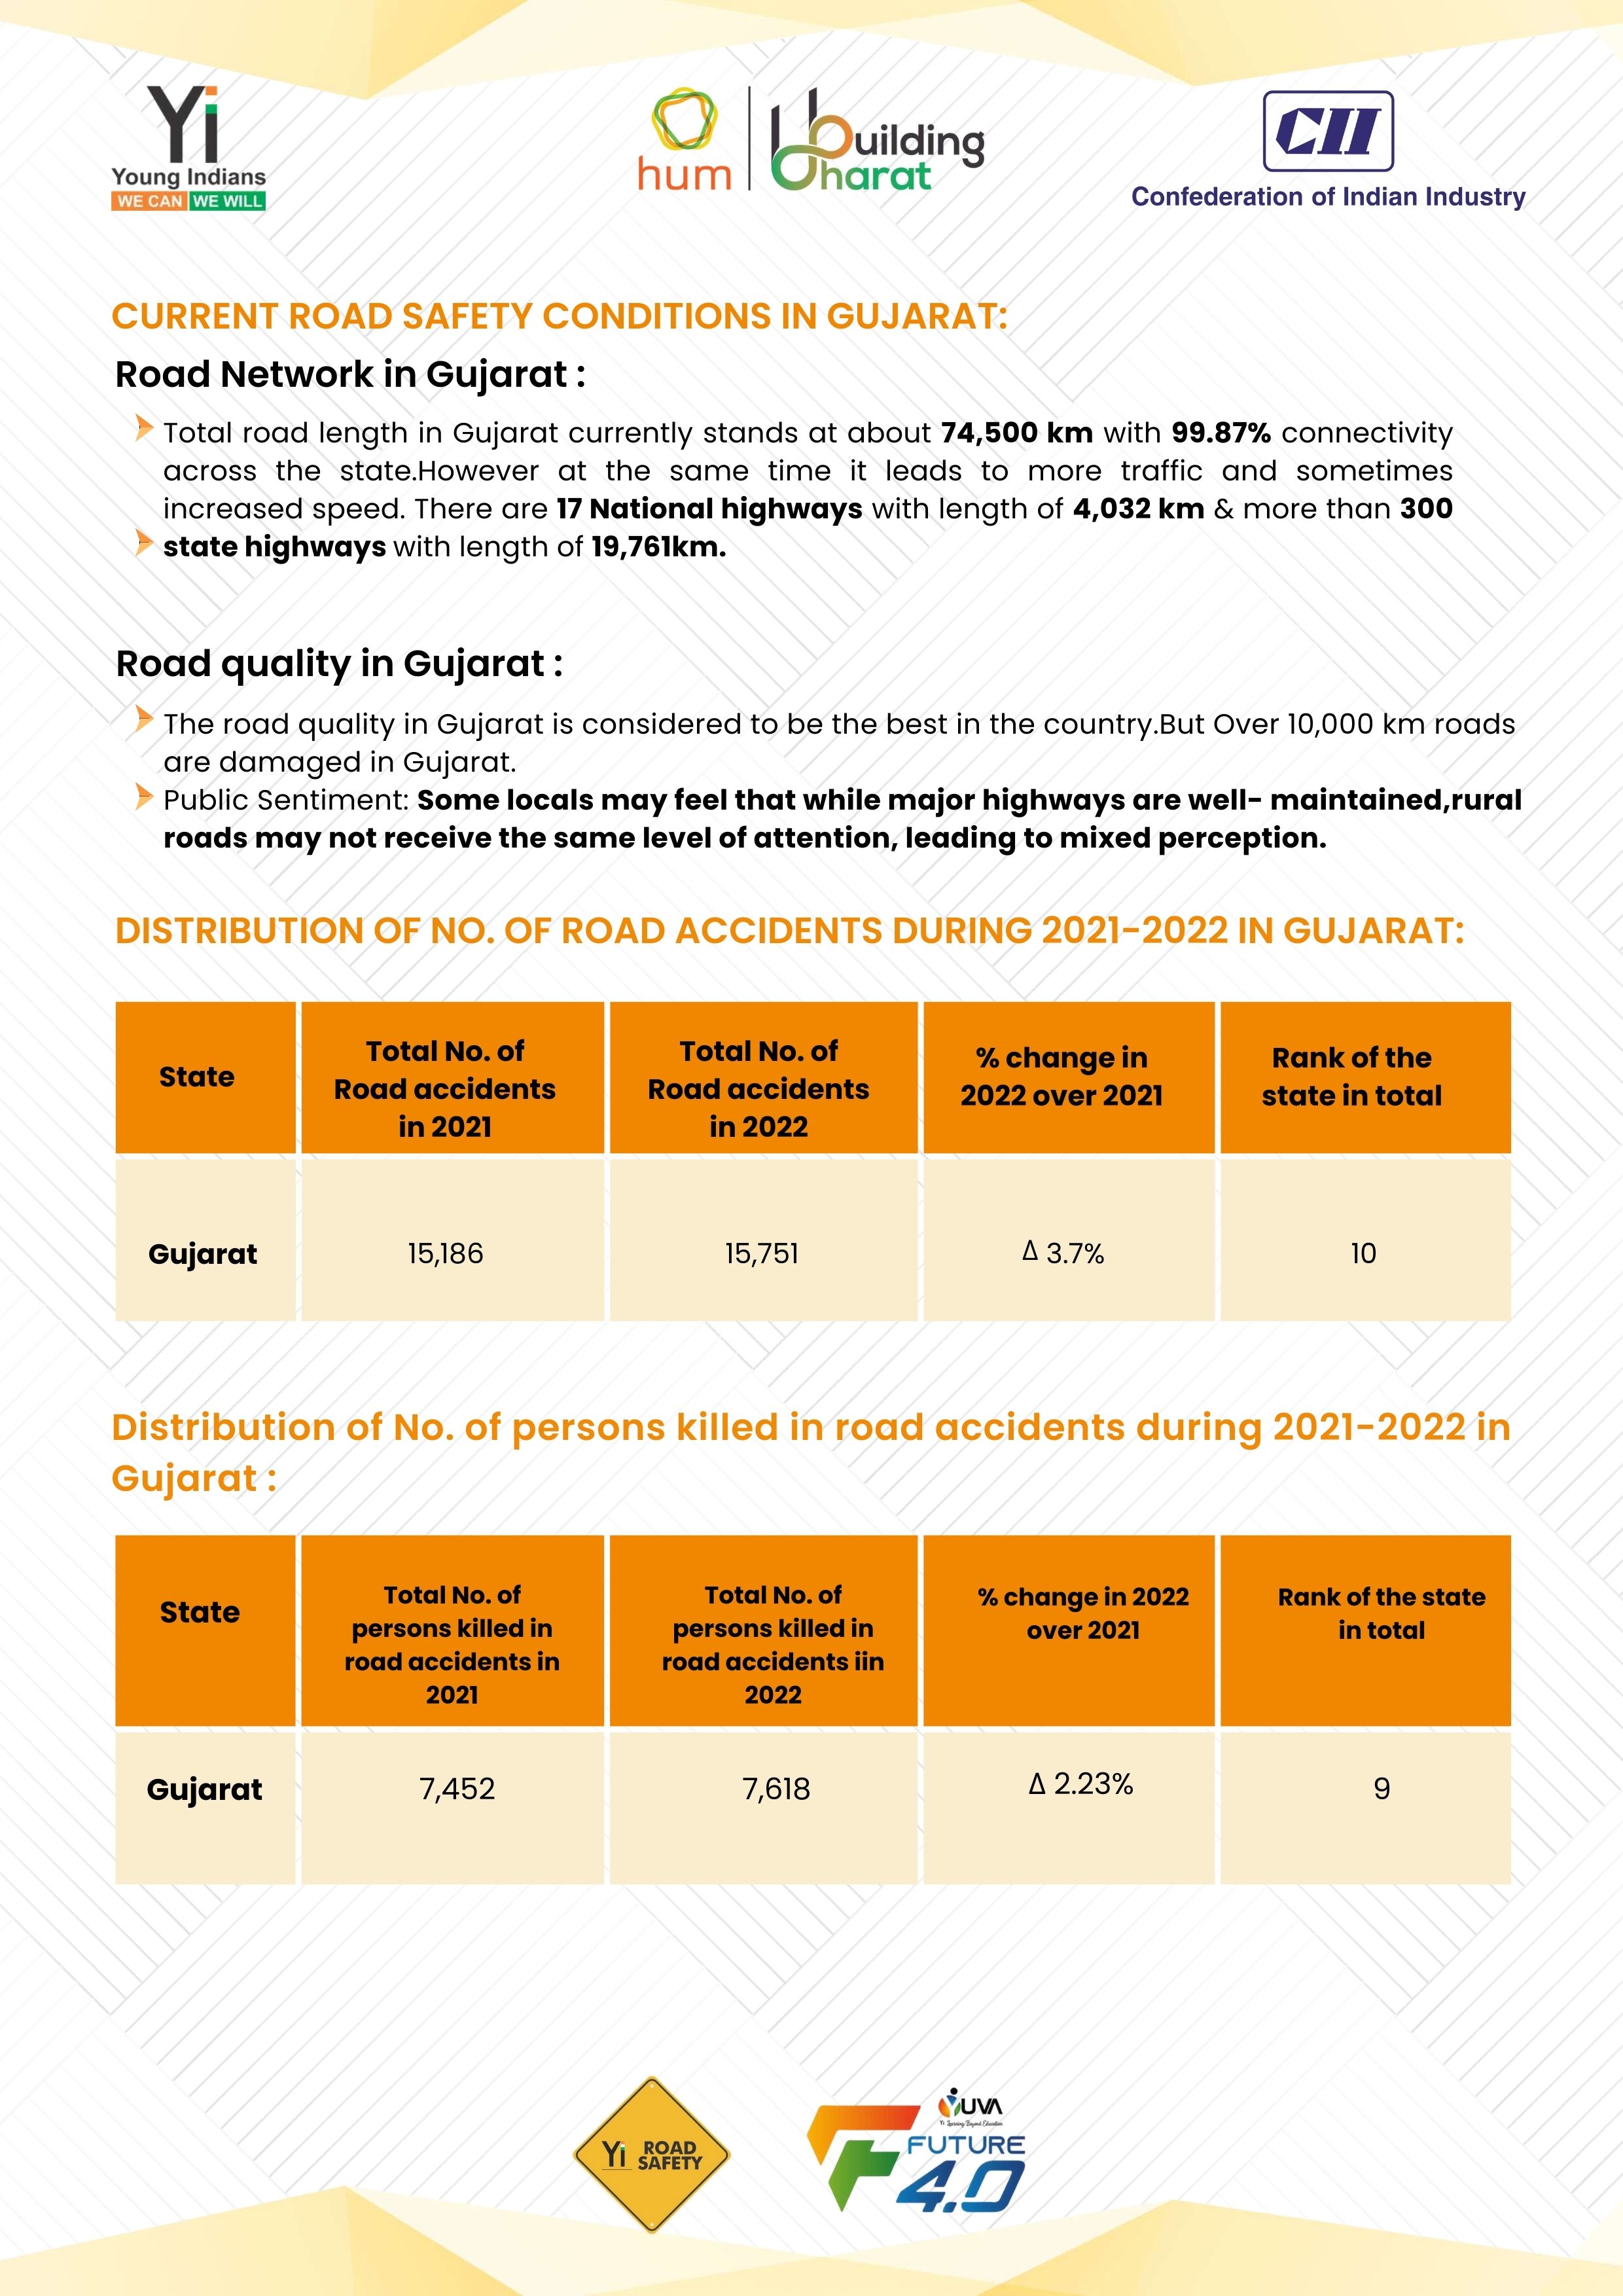 Yi
Young Indians
WE CAN WE WILL
hum
Building
Bharat
CII
Confederation of Indian Industry
CURRENT ROAD SAFETY CONDITIONS IN GUJARAT:
Road Network in Gujarat :
Total road length in Gujarat currently stands at about 74,500 km with 99.87% connectivity
across the state.However at the same time it leads to more traffic and sometimes
increased speed. There are 17 National highways with length of 4,032 km & more than 300
state highways with length of 19,761km.
Road quality in Gujarat :
The road quality in Gujarat is considered to be the best in the country.But Over 10,000 km roads
are damaged in Gujarat.
Public Sentiment: Some locals may feel that while major highways are well- maintained,rural
roads may not receive the same level of attention, leading to mixed perception.
DISTRIBUTION OF NO. OF ROAD ACCIDENTS DURING 2021-2022 IN GUJARAT:
State
Total No. of
Road accidents
in 2021
Total No. of
Road accidents
in 2022
% change in
2022 over 2021
Rank of the
state in total
Gujarat
15,186
15,751
Δ 3.7%
10
Distribution of No. of persons killed in road accidents during 2021-2022 in
Gujarat :
State
Total No. of
persons killed in
road accidents in
2021
Total No. of
persons killed in
road accidents iin
2022
% change in 2022
over 2021
Rank of the state
in total
Gujarat
7,452
7,618
Δ 2.23%
9
Yi ROAD
SAFETY
YUVA
Yi Learning Beyond Education
FUTURE
4.0